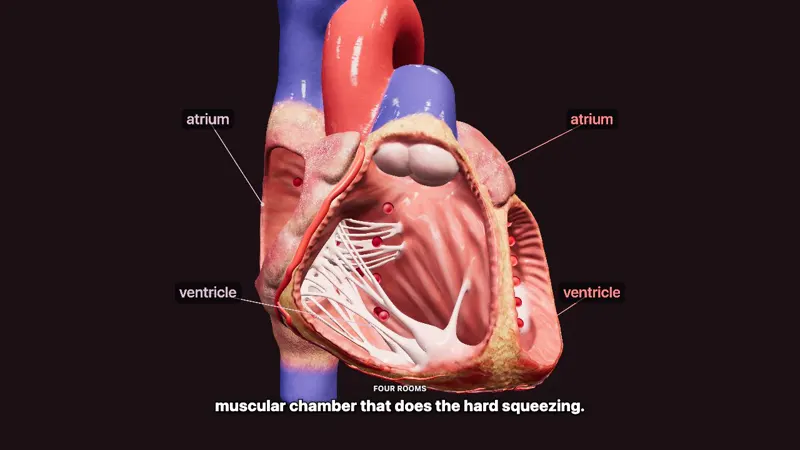 atrium
atrium
ventricle
ventricle
FOUR ROOMS
muscular chamber that does the hard squeezing.